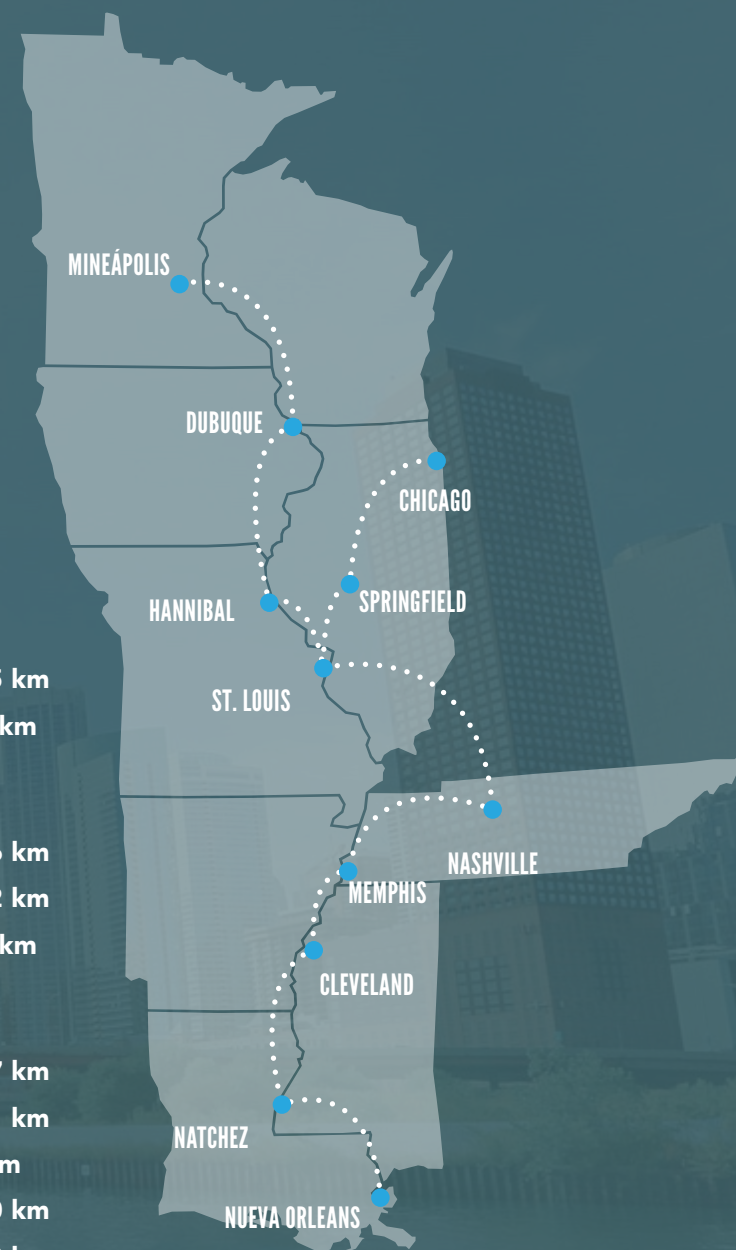 MINEÁPOLIS
DUBUQUE
CHICAGO
HANNIBAL
SPRINGFIELD
km
ST. LOUIS
km
km
NASHVILLE
MEMPHIS
km
km
CLEVELAND
km
km
NATCHEZ
km
NUEVA ORLEANS